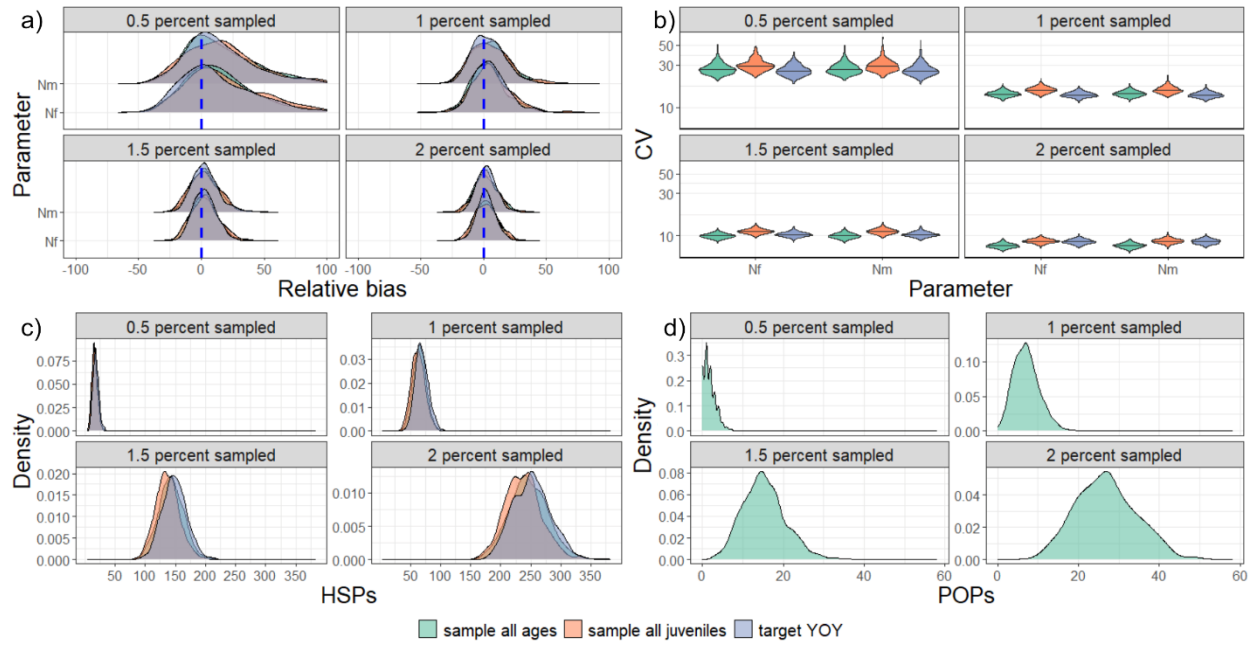 a)
0.5 percent sampled
1 percent sampled
Nm
Nf
1.5 percent sampled
2 percent sampled
Nm
Nf
Parameter
-100 -50 0 50 100
-100 -50 0 50 100
Relative bias
b)
0.5 percent sampled
1 percent sampled
50
30
10
1.5 percent sampled
2 percent sampled
50
30
10
CV
Nf Nm
Nf Nm
Parameter
c)
0.5 percent sampled
1 percent sampled
0.075
0.050
0.025
0.000
0.03
0.02
0.01
0.00
1.5 percent sampled
2 percent sampled
0.020
0.015
0.010
0.005
0.000
0.010
0.005
0.000
Density
50 100 150 200 250 300 350
50 100 150 200 250 300 350
HSPs
d)
0.5 percent sampled
1 percent sampled
0.3
0.2
0.1
0.0
0.10
0.05
0.00
1.5 percent sampled
2 percent sampled
0.08
0.06
0.04
0.02
0.00
0.04
0.02
0.00
Density
0 20 40 60
0 20 40 60
POPs
sample all ages sample all juveniles target YOY